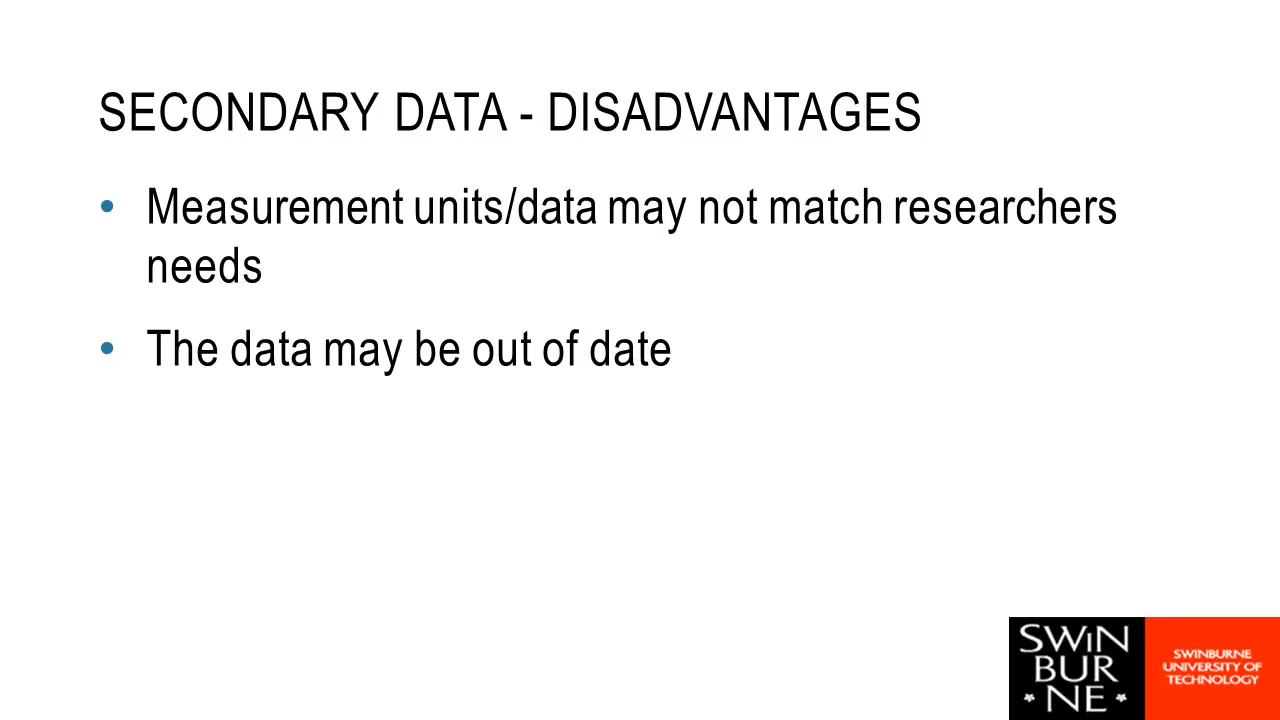 SECONDARY DATA - DISADVANTAGES
• Measurement units/data may not match researchers
needs
• The data may be out of date
SWiN
BUR
NE
SWINBURNE
UNIVERSITY OF
TECHNOLOGY